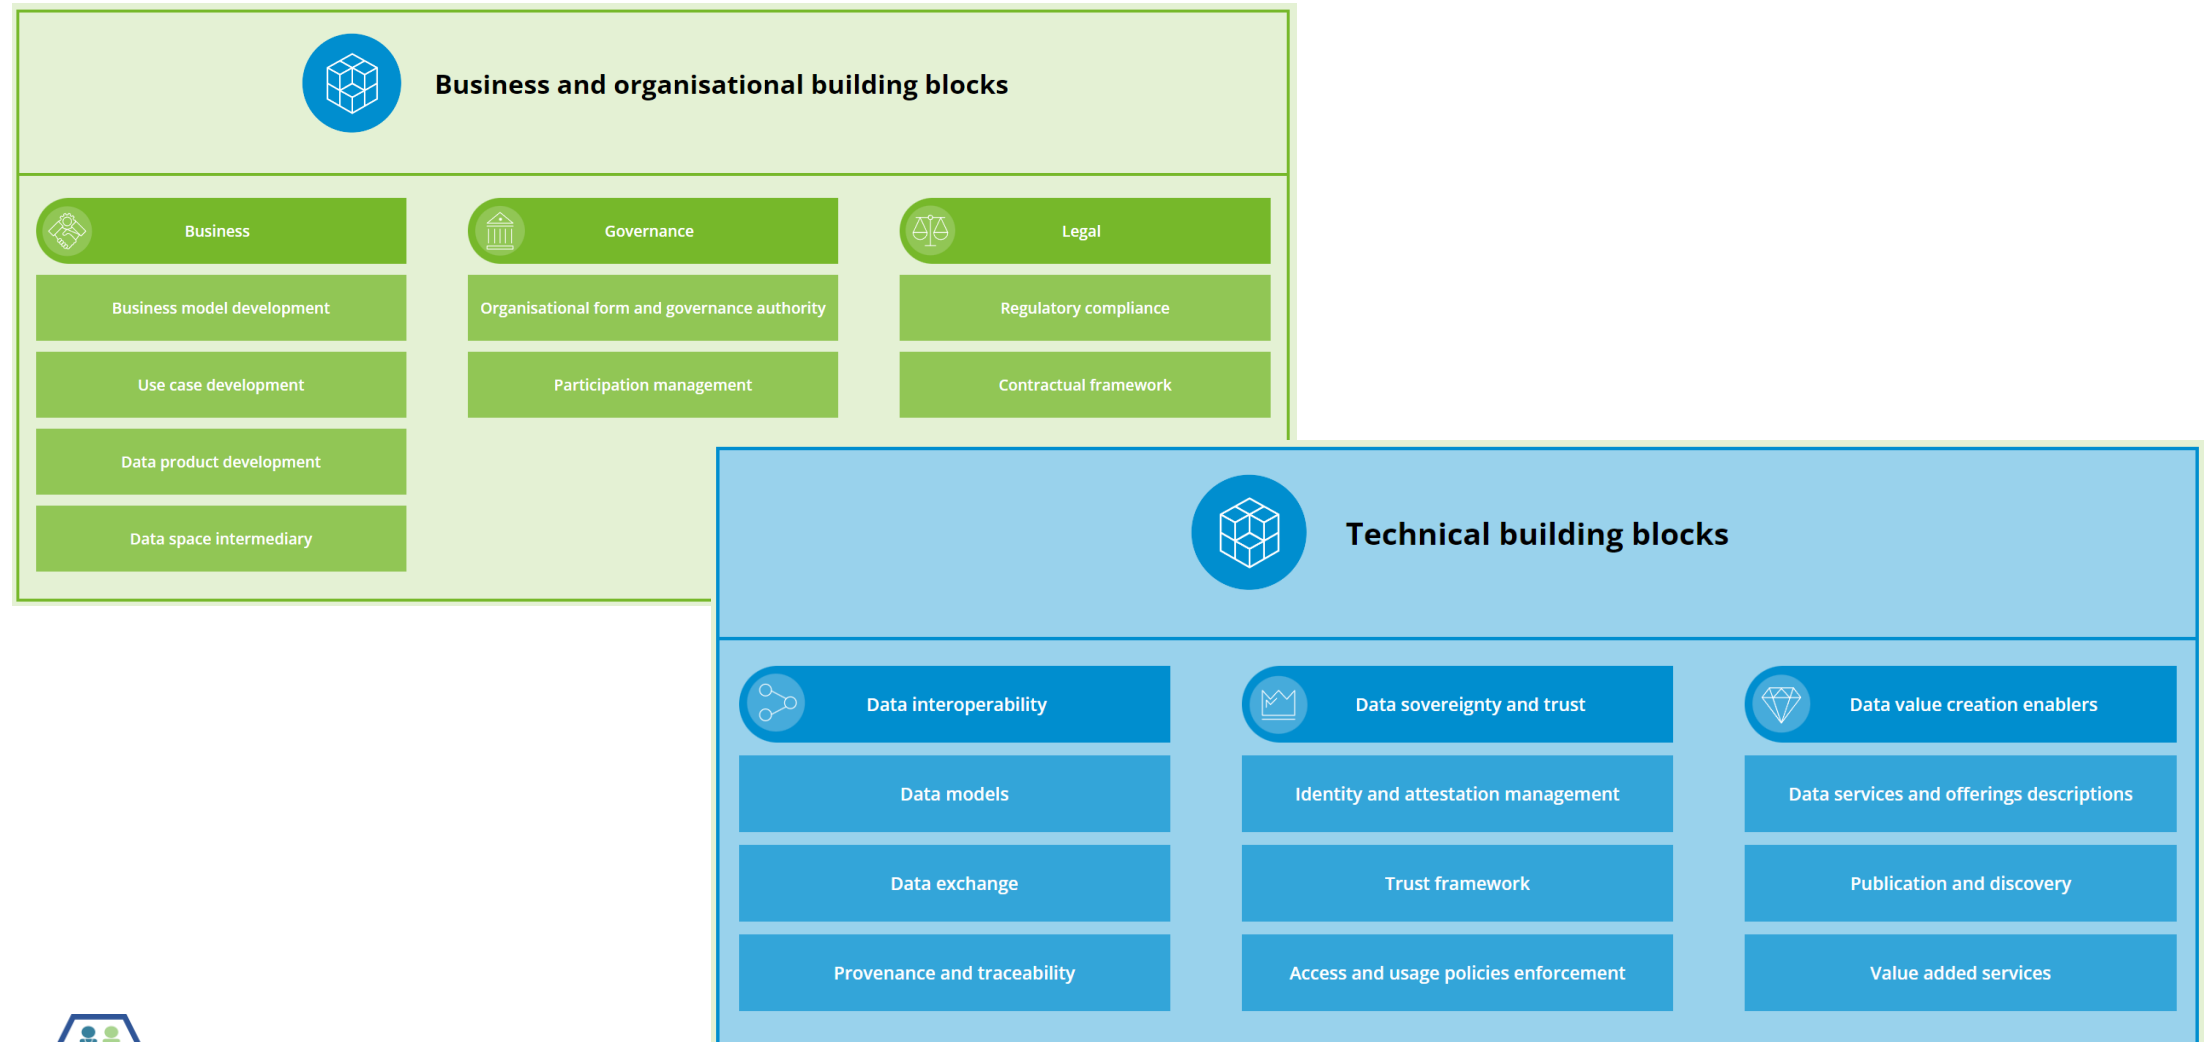 Business and organisational building blocks
Business
Governance
Legal
Business model development
Organisational form and governance authority
Regulatory compliance
Use case development
Participation management
Contractual framework
Data product development
Data space intermediary
Technical building blocks
Data interoperability
Data sovereignty and trust
Data value creation enablers
Data models
Identity and attestation management
Data services and offerings descriptions
Data exchange
Trust framework
Publication and discovery
Provenance and traceability
Access and usage policies enforcement
Value added services